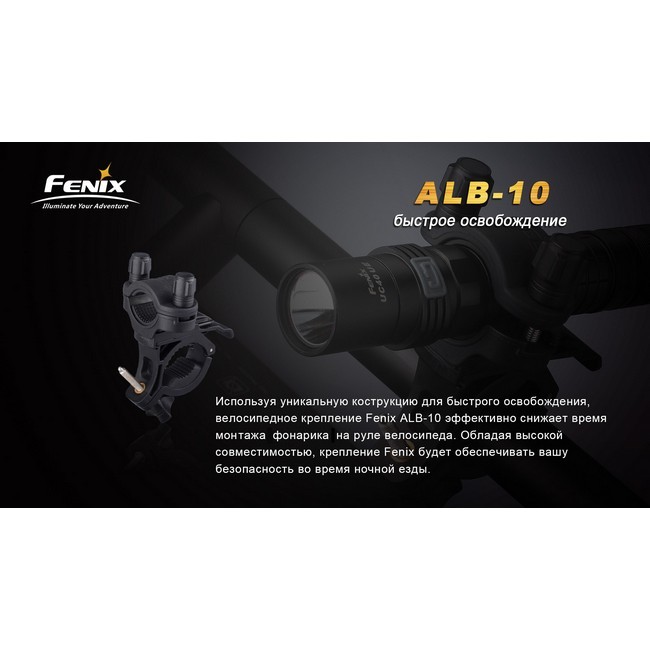 FENIX
Illuminate Your Adventure
ALB-10
быстрое освобождение
Fenix
UC40UE
Используя уникальную кострукцию для быстрого освобождения,
велосипедное крепление Fenix ALB-10 эффективно снижает время
монтажа фонарика на руле велосипеда. Обладая высокой
совместимостью, крепление Fenix будет обеспечивать вашу
безопасность во время ночной езды.